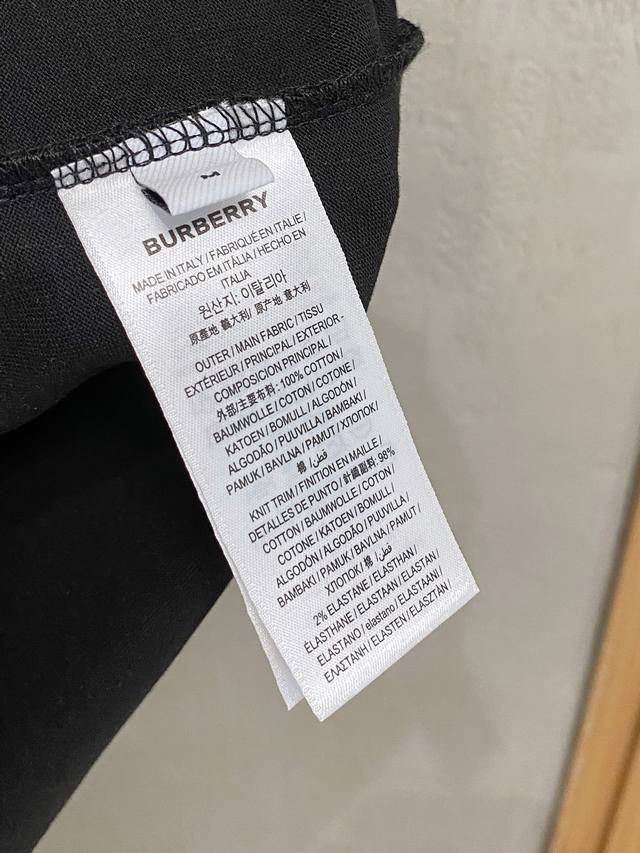 BURBERRY
MADE IN ITALY / FABRIQUÉ EN ITALIE /
FABRICADO EM ITÁLIA / HECHO EN
ITALIA
원산지: 이탈리아
原產地 義大利 / 原产地 意大利
OUTER / MAIN FABRIC / TISSU
EXTÉRIEUR / PRINCIPAL / EXTERIOR -
COMPOSICION PRINCIPAL /
外部/主要布料: 100% COTTON /
BAUMWOLLE / COTON / COTONE /
KATOEN / BOMULL / ALGODÓN /
ALGODÃO / PUUVILLA / BAMBAKI /
PAMUK / BAVLNA / PAMUT / ХЛОПОК /
棉 / قطن
KNIT TRIM / FINITION EN MAILLE /
DETALLES DE PUNTO / 針織副料: 98%
COTTON / BAUMWOLLE / COTON /
COTONE / KATOEN / BOMULL /
ALGODÓN / ALGODÃO / PUUVILLA /
BAMBAKI / PAMUK / BAVLNA / PAMUT /
ХЛОПОК / 棉 / قطن
2% ELASTANE / ELASTHAN /
ÉLASTHANNE / ELASTAAN / ELASTAN /
ELASTANO / elastano / ELASTAANI /
ΕΛΑΣΤΑΝΗ / ELASTEN / ELASZTÁN /